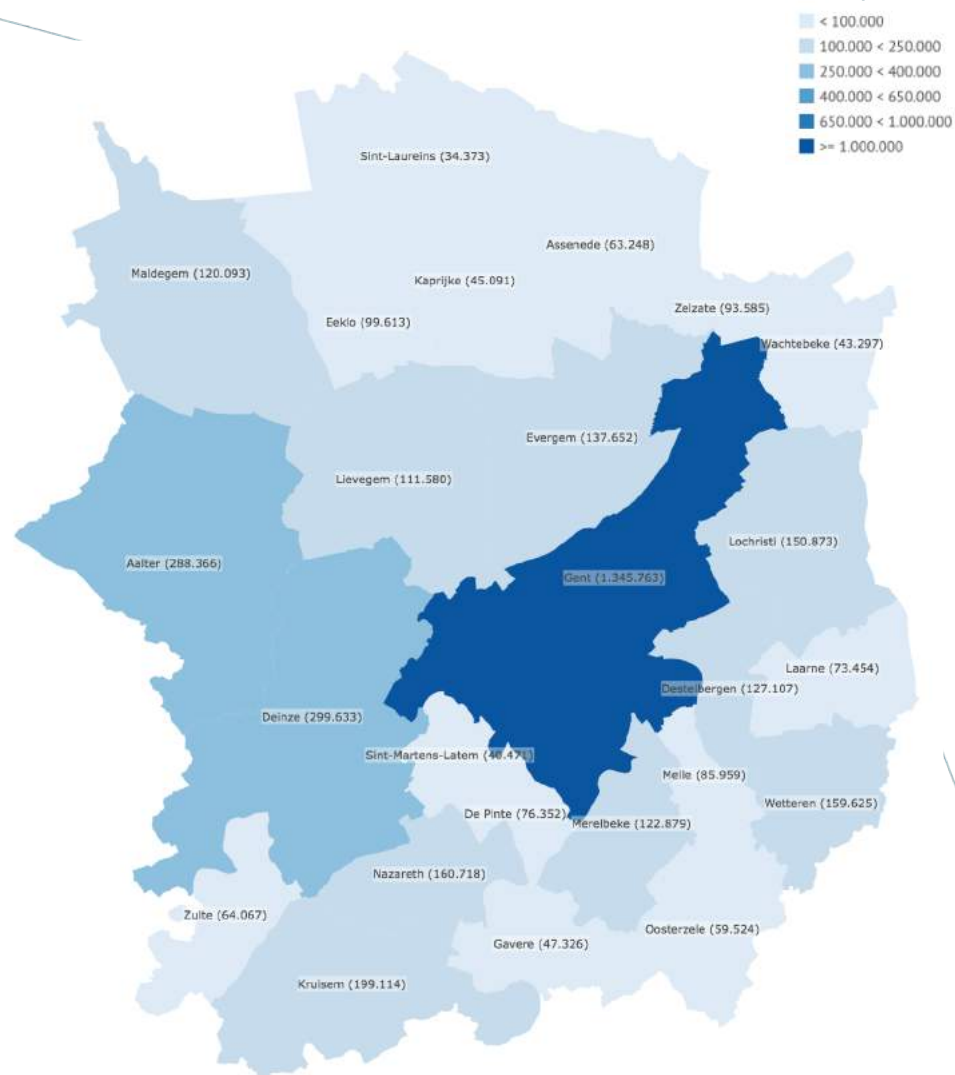 < 100.000
100.000 < 250.000
250.000 < 400.000
400.000 < 650.000
650.000 < 1.000.000
>= 1.000.000
Sint-Laureins (34.373)
Assenede (63.248)
Maldegem (120.093)
Kaprijke (45.091)
Zelzate (93.585)
Eeklo (99.613)
Wachtebeke (43.297)
Evergem (137.652)
Lievegem (111.580)
Lochristi (150.873)
Aalter (288.366)
Gent (1.345.763)
Laarne (73.454)
Destelbergen (127.107)
Deinze (299.633)
Sint-Martens-Latem (40.471)
Melle (85.959)
Wetteren (159.625)
De Pinte (76.352)
Merelbeke (122.879)
Nazareth (160.718)
Zulte (64.067)
Oosterzele (59.524)
Gavere (47.326)
Kruisem (199.114)